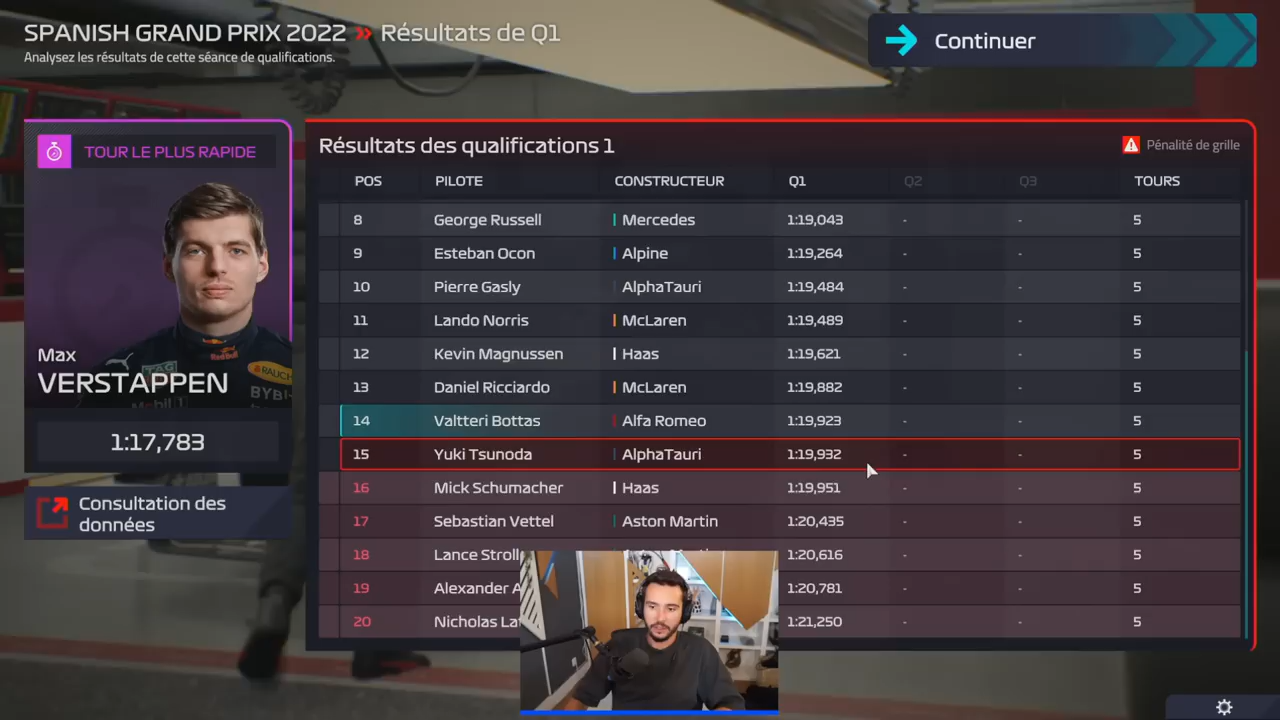 SPANISH GRAND PRIX 2022 » Résultats de Q1
Analysez les résultats de cette séance de qualifications.
Continuer
TOUR LE PLUS RAPIDE
Max
VERSTAPPEN
1:17,783
Consultation des
données
Résultats des qualifications 1
Pénalité de grille
POS PILOTE CONSTRUCTEUR Q1 Q2 Q3 TOURS
8 George Russell Mercedes 1:19,043 - - 5
9 Esteban Ocon Alpine 1:19,264 - - 5
10 Pierre Gasly AlphaTauri 1:19,484 - - 5
11 Lando Norris McLaren 1:19,489 - - 5
12 Kevin Magnussen Haas 1:19,621 - - 5
13 Daniel Ricciardo McLaren 1:19,882 - - 5
14 Valtteri Bottas Alfa Romeo 1:19,923 - - 5
15 Yuki Tsunoda AlphaTauri 1:19,932 - - 5
16 Mick Schumacher Haas 1:19,951 - - 5
17 Sebastian Vettel Aston Martin 1:20,435 - - 5
18 Lance Stroll 1:20,616 - - 5
19 Alexander 1:20,781 - - 5
20 Nicholas 1:21,250 - - 5